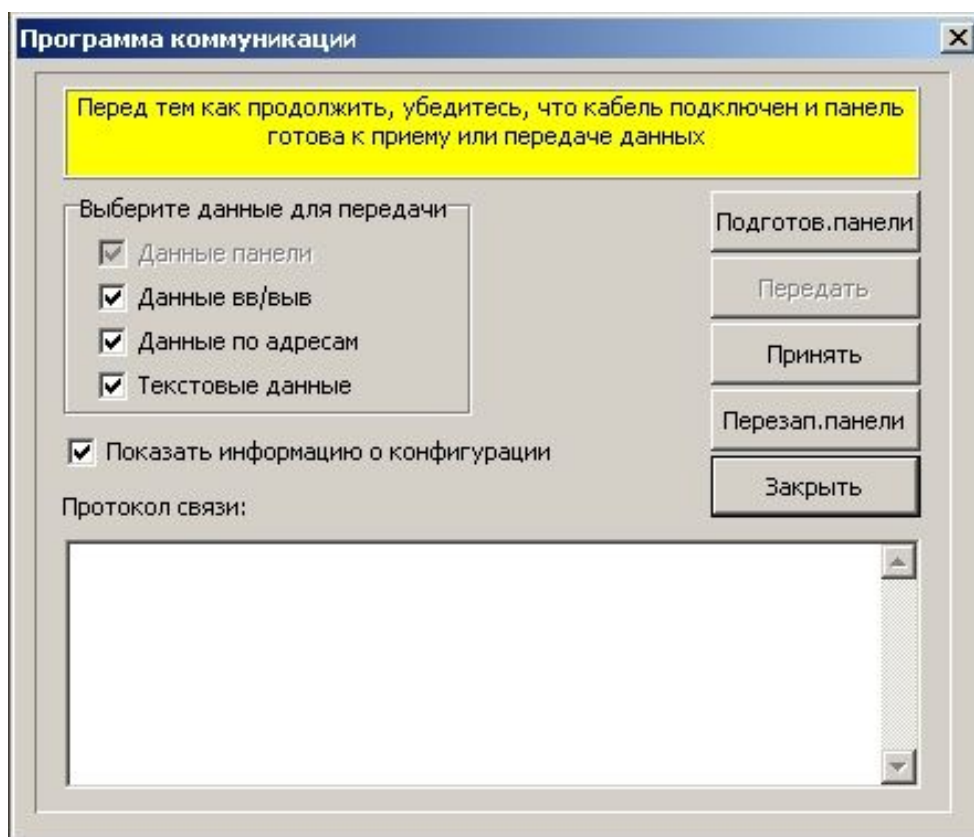 Программа коммуникации
Перед тем как продолжить, убедитесь, что кабель подключен и панель
готова к приему или передаче данных
Выберите данные для передачи
Данные панели
Данные вв/выв
Данные по адресам
Текстовые данные
Показать информацию о конфигурации
Подготов.панели
Передать
Принять
Перезап.панели
Закрыть
Протокол связи: